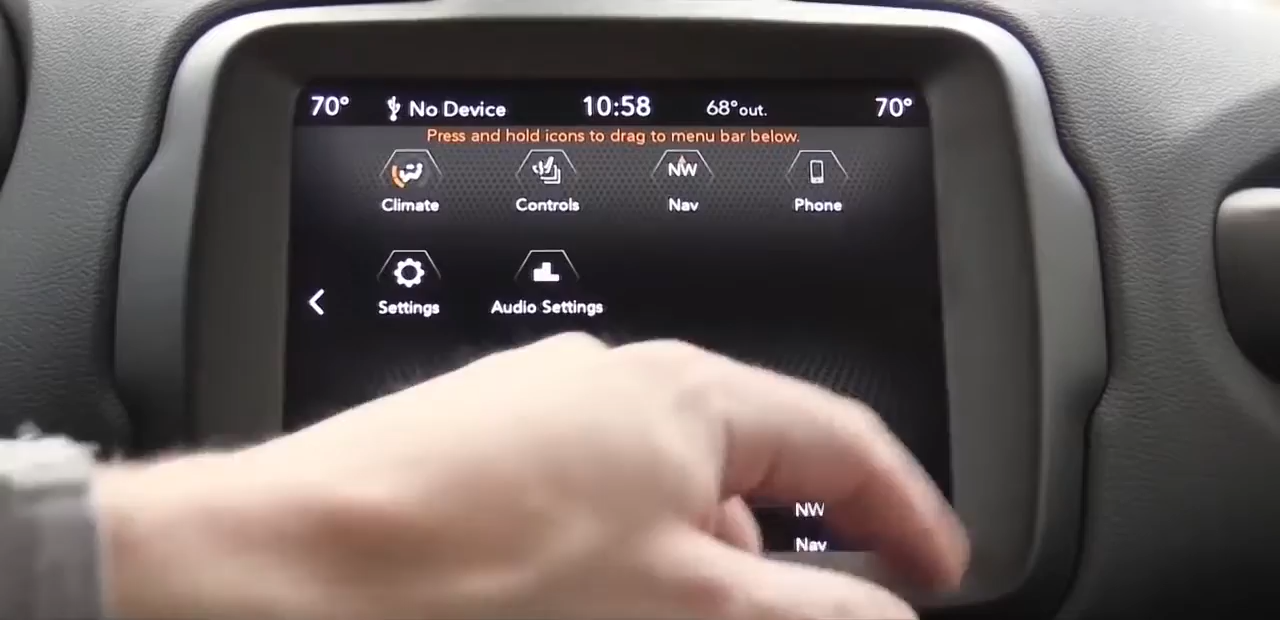 70° No Device 10:58 68°out. 70°
Press and hold icons to drag to menu bar below.
NW
Climate Controls Nav Phone
Settings Audio Settings
NW
Nav